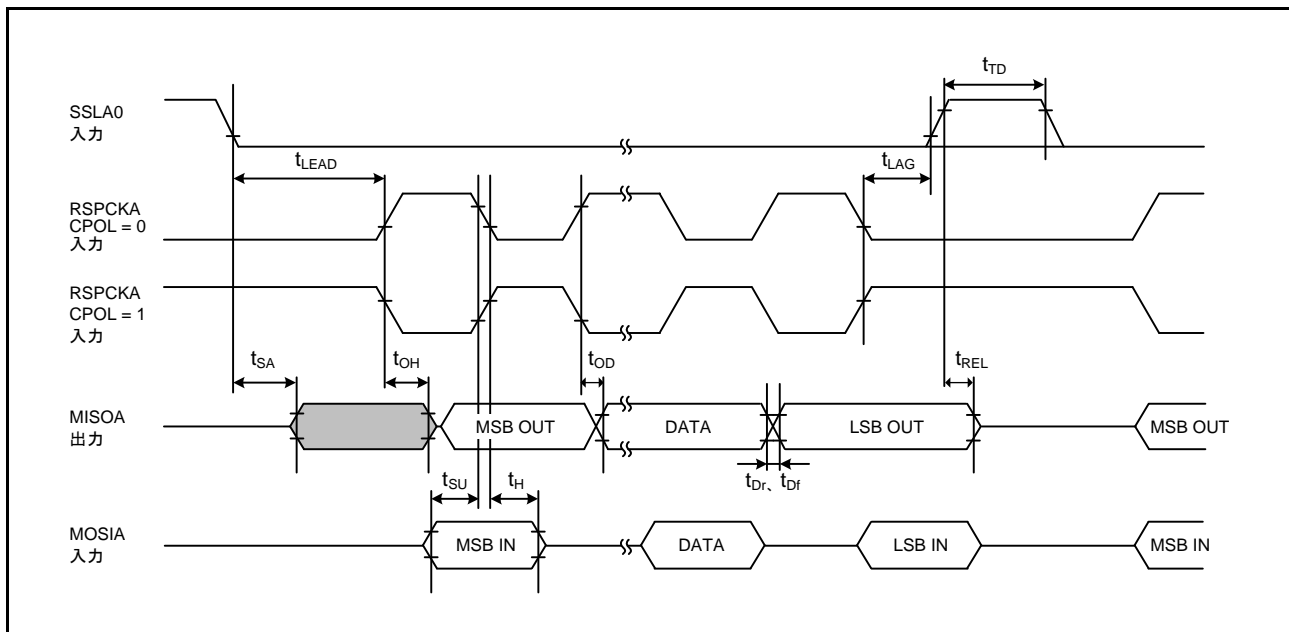 tTD
SSLA0
入力
tLEAD
tLAG
RSPCKA
CPOL = 0
入力
RSPCKA
CPOL = 1
入力
tSA
tOH
tOD
tREL
MISOA
出力
MSB OUT
DATA
LSB OUT
MSB OUT
tSU
tH
tDr、tDf
MOSIA
入力
MSB IN
DATA
LSB IN
MSB IN